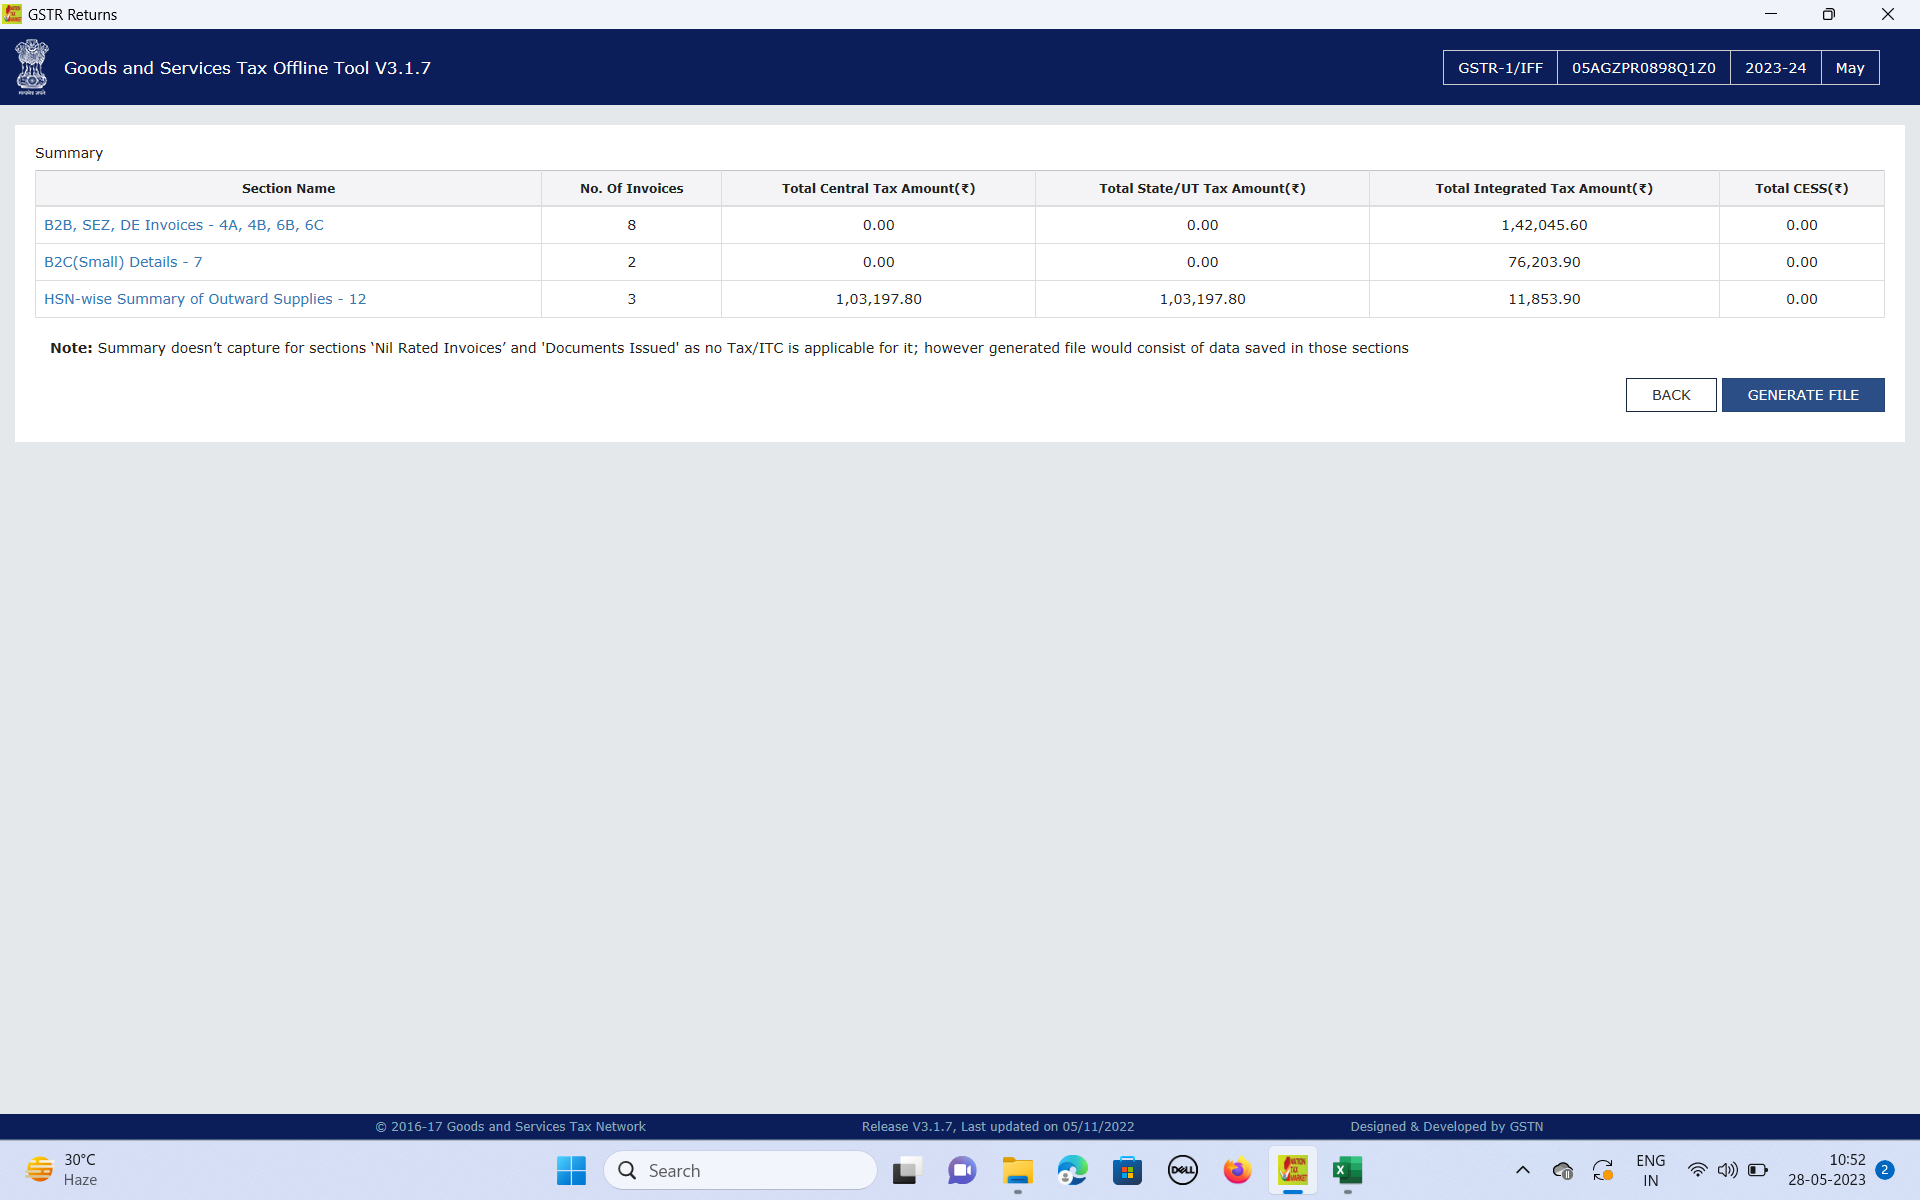 GSTR Returns
Goods and Services Tax Offline Tool V3.1.7
GSTR-1/IFF 05AGZPR0898Q1Z0 2023-24 May
Summary
Section Name No. Of Invoices Total Central Tax Amount(₹) Total State/UT Tax Amount(₹) Total Integrated Tax Amount(₹) Total CESS(₹)
B2B, SEZ, DE Invoices - 4A, 4B, 6B, 6C 8 0.00 0.00 1,42,045.60 0.00
B2C(Small) Details - 7 2 0.00 0.00 76,203.90 0.00
HSN-wise Summary of Outward Supplies - 12 3 1,03,197.80 1,03,197.80 11,853.90 0.00
Note: Summary doesn’t capture for sections ‘Nil Rated Invoices’ and 'Documents Issued' as no Tax/ITC is applicable for it; however generated file would consist of data saved in those sections
BACK GENERATE FILE
© 2016-17 Goods and Services Tax Network Release V3.1.7, Last updated on 05/11/2022 Designed & Developed by GSTN
30°C
Haze
Search
DELL
ENG
IN
10:52
28-05-2023
2